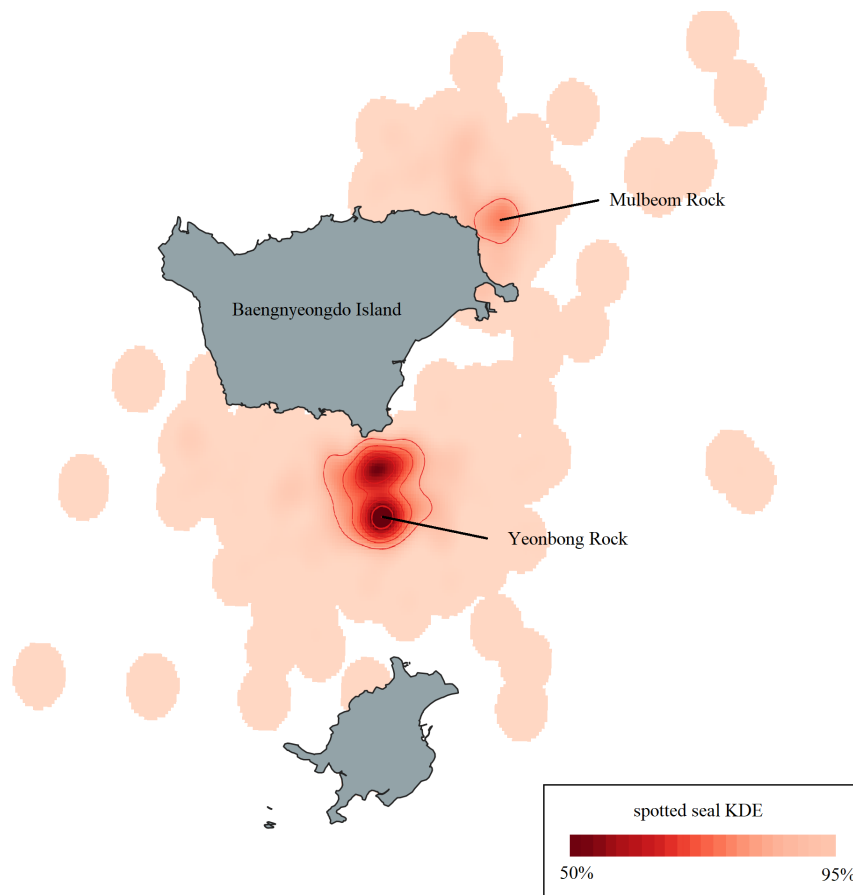 Mulbeom Rock
Baengnyeongdo Island
Yeonbong Rock
spotted seal KDE
50%
95%